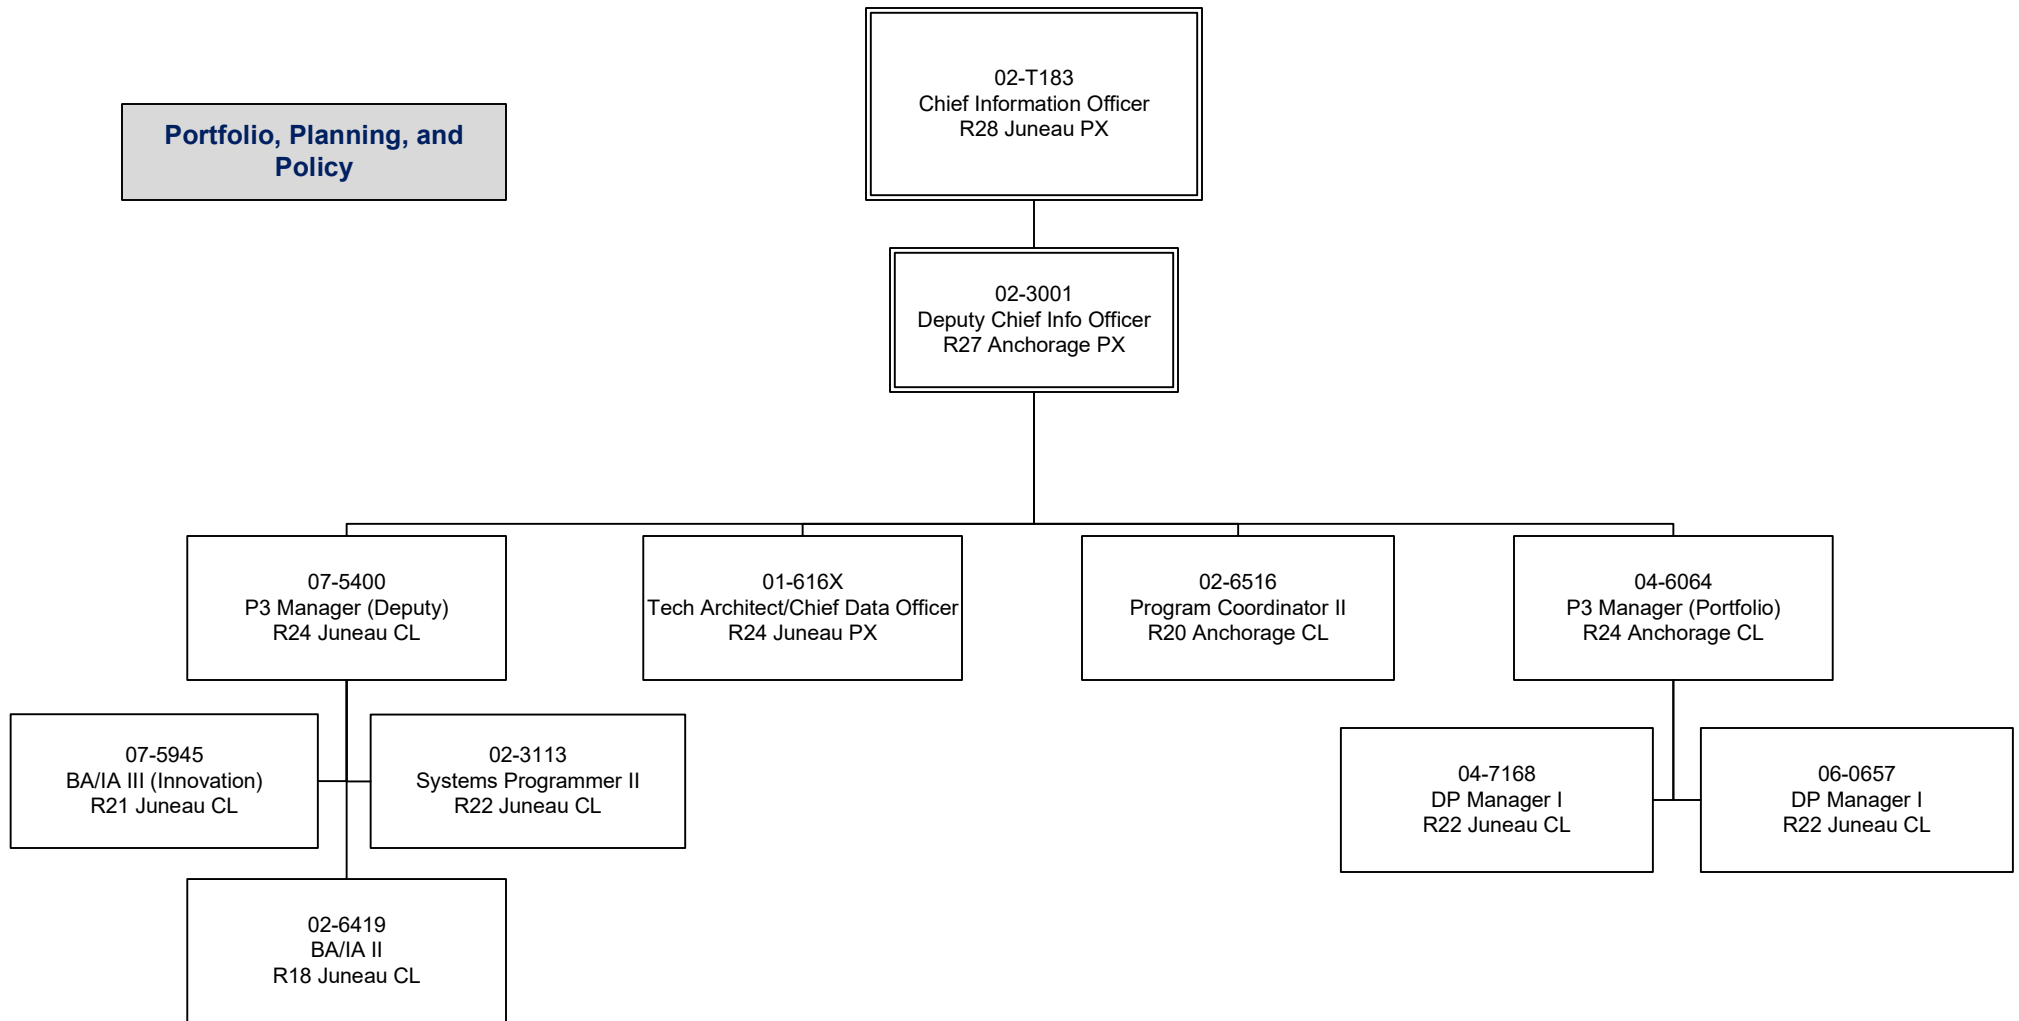 Portfolio, Planning, and
Policy
02-T183
Chief Information Officer
R28 Juneau PX
02-3001
Deputy Chief Info Officer
R27 Anchorage PX
07-5400
P3 Manager (Deputy)
R24 Juneau CL
01-616X
Tech Architect/Chief Data Officer
R24 Juneau PX
02-6516
Program Coordinator II
R20 Anchorage CL
04-6064
P3 Manager (Portfolio)
R24 Anchorage CL
07-5945
BA/IA III (Innovation)
R21 Juneau CL
02-3113
Systems Programmer II
R22 Juneau CL
04-7168
DP Manager I
R22 Juneau CL
06-0657
DP Manager I
R22 Juneau CL
02-6419
BA/IA II
R18 Juneau CL